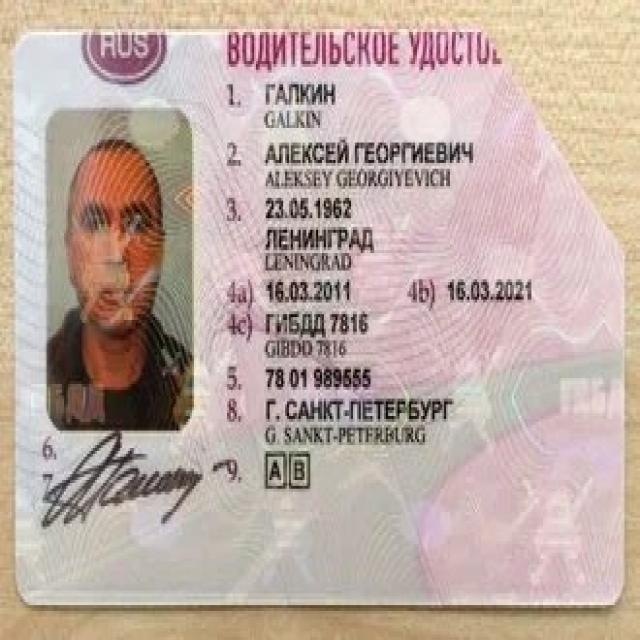 RUS
ВОДИТЕЛЬСКОЕ
1. ГАЛКИН
GALKIN
2. АЛЕКСЕЙ ГЕОРГИЕВИЧ
ALEKSEY GEORGIYEVICH
3. 23.05.1962
ЛЕНИНГРАД
LENINGRAD
4a) 16.03.2011 4b) 16.03.2021
4c) ГИБДД 7816
GIBDD 7816
5. 78 01 989555
8. Г. САНКТ-ПЕТЕРБУРГ
G. SANKT-PETERBURG
6.
7.
9. A B